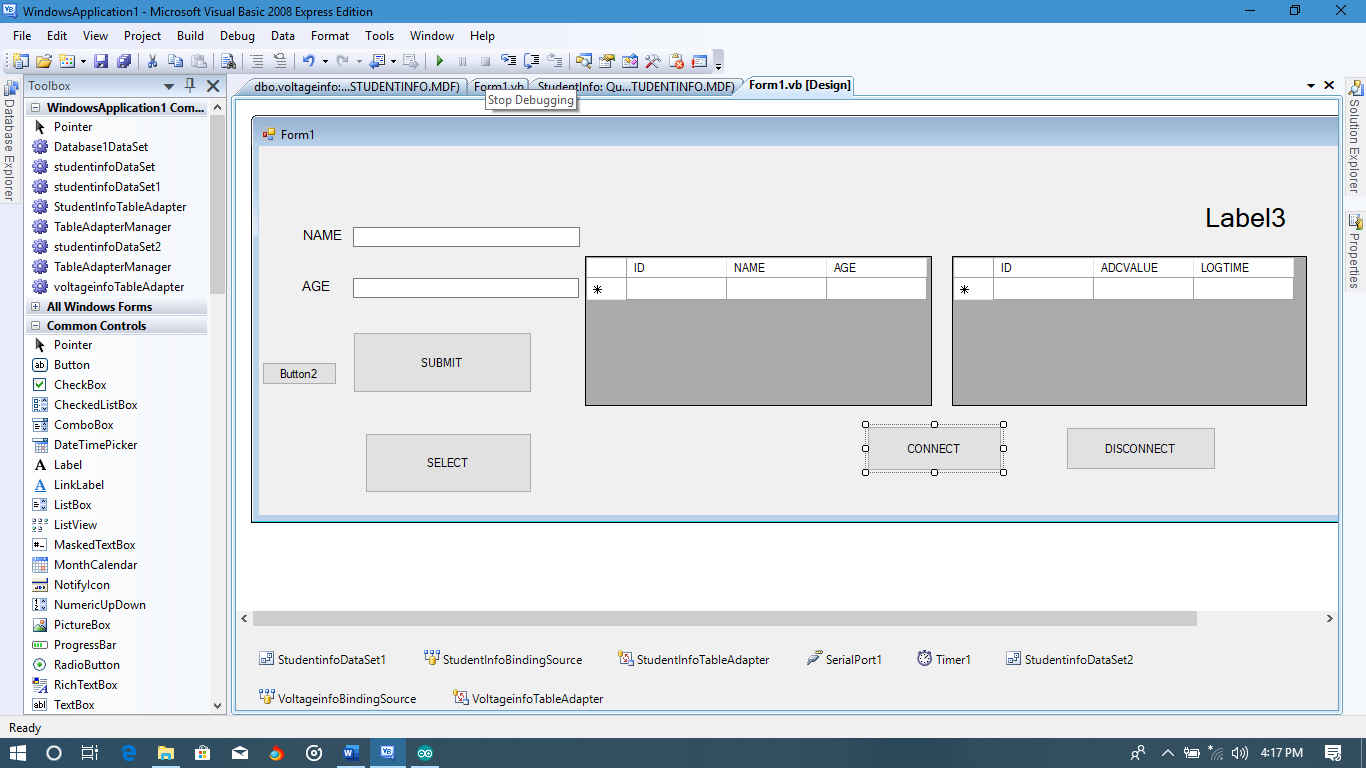 WindowsApplication1 - Microsoft Visual Basic 2008 Express Edition
File Edit View Project Build Debug Data Format Tools Window Help
Toolbox
dbo.voltageinfo:...STUDENTINFO.MDF) Form1.vb StudentInfo: Qu...TUDENTINFO.MDF) Form1.vb [Design]
Stop Debugging
Database Explorer
Solution Explorer
Properties
WindowsApplication1 Com...
Pointer
Database1DataSet
studentinfoDataSet
studentinfoDataSet1
StudentInfoTableAdapter
TableAdapterManager
studentinfoDataSet2
TableAdapterManager
voltageinfoTableAdapter
All Windows Forms
Common Controls
Pointer
Button
CheckBox
CheckedListBox
ComboBox
DateTimePicker
Label
LinkLabel
ListBox
ListView
MaskedTextBox
MonthCalendar
NotifyIcon
NumericUpDown
PictureBox
ProgressBar
RadioButton
RichTextBox
TextBox
Form1
Label3
NAME
AGE
ID NAME AGE
ID ADCVALUE LOGTIME
SUBMIT
Button2
SELECT
CONNECT
DISCONNECT
StudentinfoDataSet1 StudentInfoBindingSource StudentInfoTableAdapter SerialPort1 Timer1 StudentinfoDataSet2
VoltageinfoBindingSource VoltageinfoTableAdapter
Ready
4:17 PM